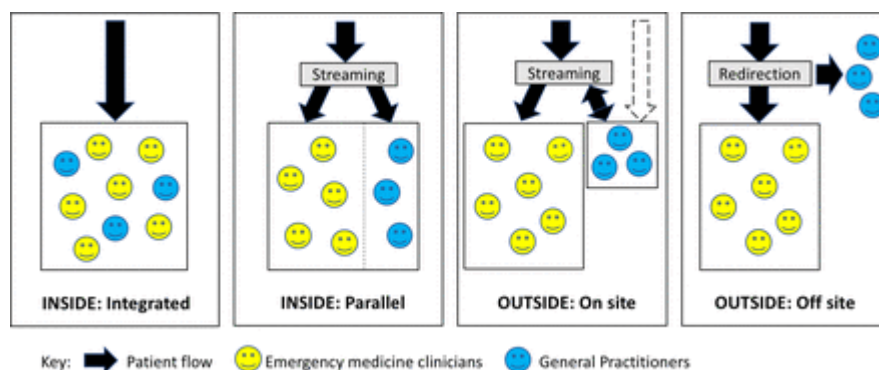 Streaming
Streaming
Redirection
INSIDE: Integrated
INSIDE: Parallel
OUTSIDE: On site
OUTSIDE: Off site
Key: Patient flow Emergency medicine clinicians General Practitioners